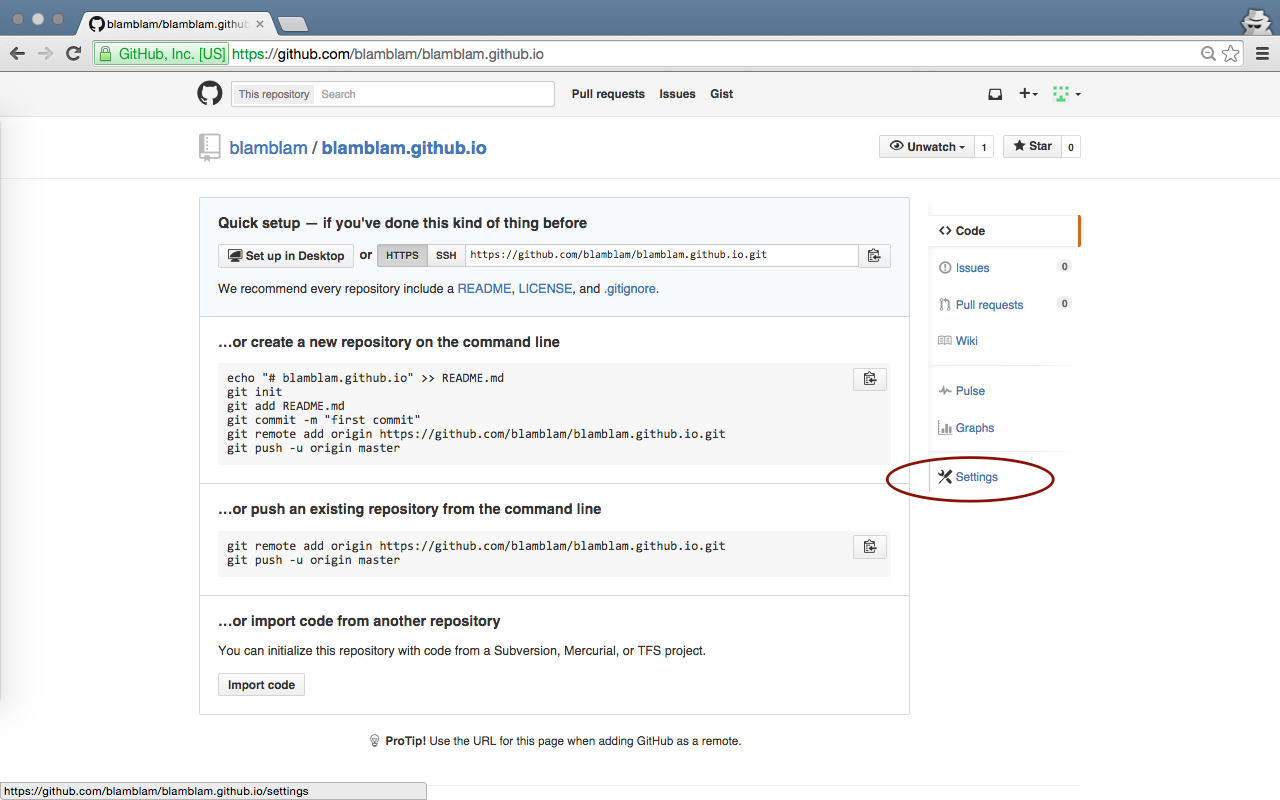 blamblam/blamblam.github
GitHub, Inc. [US] https://github.com/blamblam/blamblam.github.io
This repository Search Pull requests Issues Gist
blamblam / blamblam.github.io Unwatch 1 Star 0
Quick setup — if you've done this kind of thing before
Set up in Desktop or HTTPS SSH https://github.com/blamblam/blamblam.github.io.git
We recommend every repository include a README, LICENSE, and .gitignore.
…or create a new repository on the command line
echo "# blamblam.github.io" >> README.md
git init
git add README.md
git commit -m "first commit"
git remote add origin https://github.com/blamblam/blamblam.github.io.git
git push -u origin master
…or push an existing repository from the command line
git remote add origin https://github.com/blamblam/blamblam.github.io.git
git push -u origin master
…or import code from another repository
You can initialize this repository with code from a Subversion, Mercurial, or TFS project.
Import code
Code
Issues 0
Pull requests 0
Wiki
Pulse
Graphs
Settings
ProTip! Use the URL for this page when adding GitHub as a remote.
https://github.com/blamblam/blamblam.github.io/settings